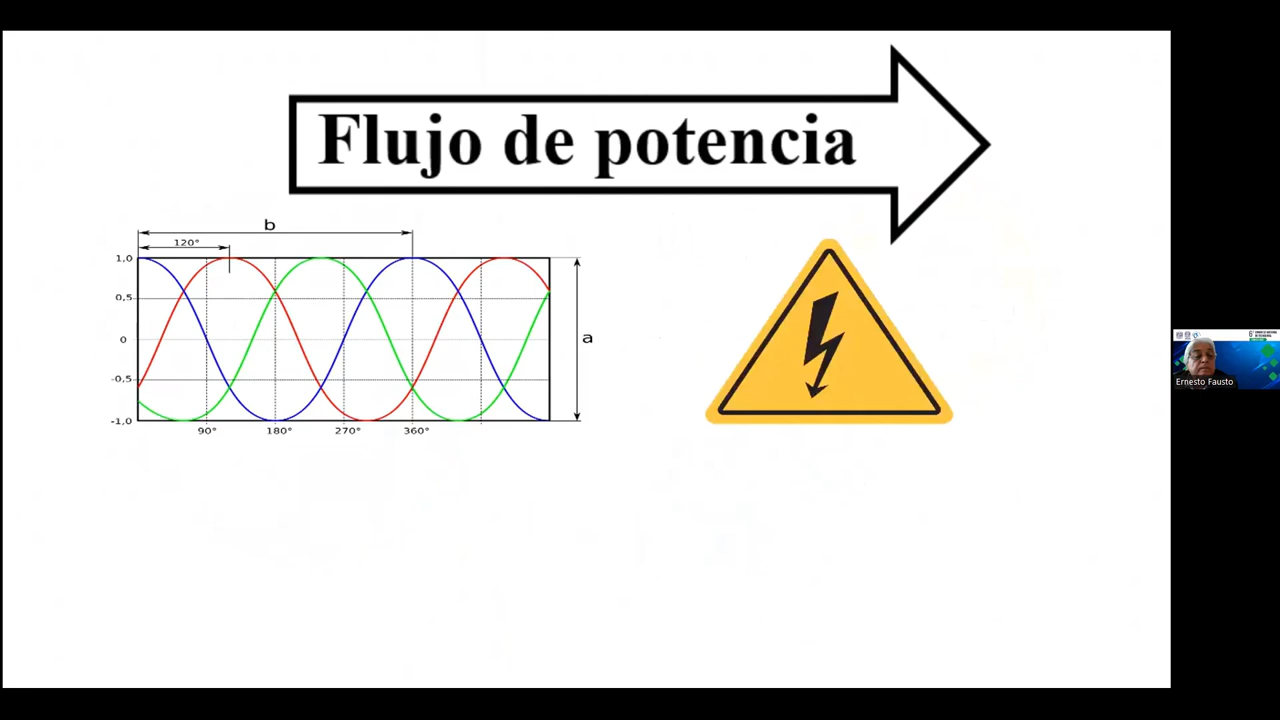 Flujo de potencia
b
120°
1,0
0,5
0
-0,5
-1,0
a
90° 180° 270° 360°
Ernesto Fausto